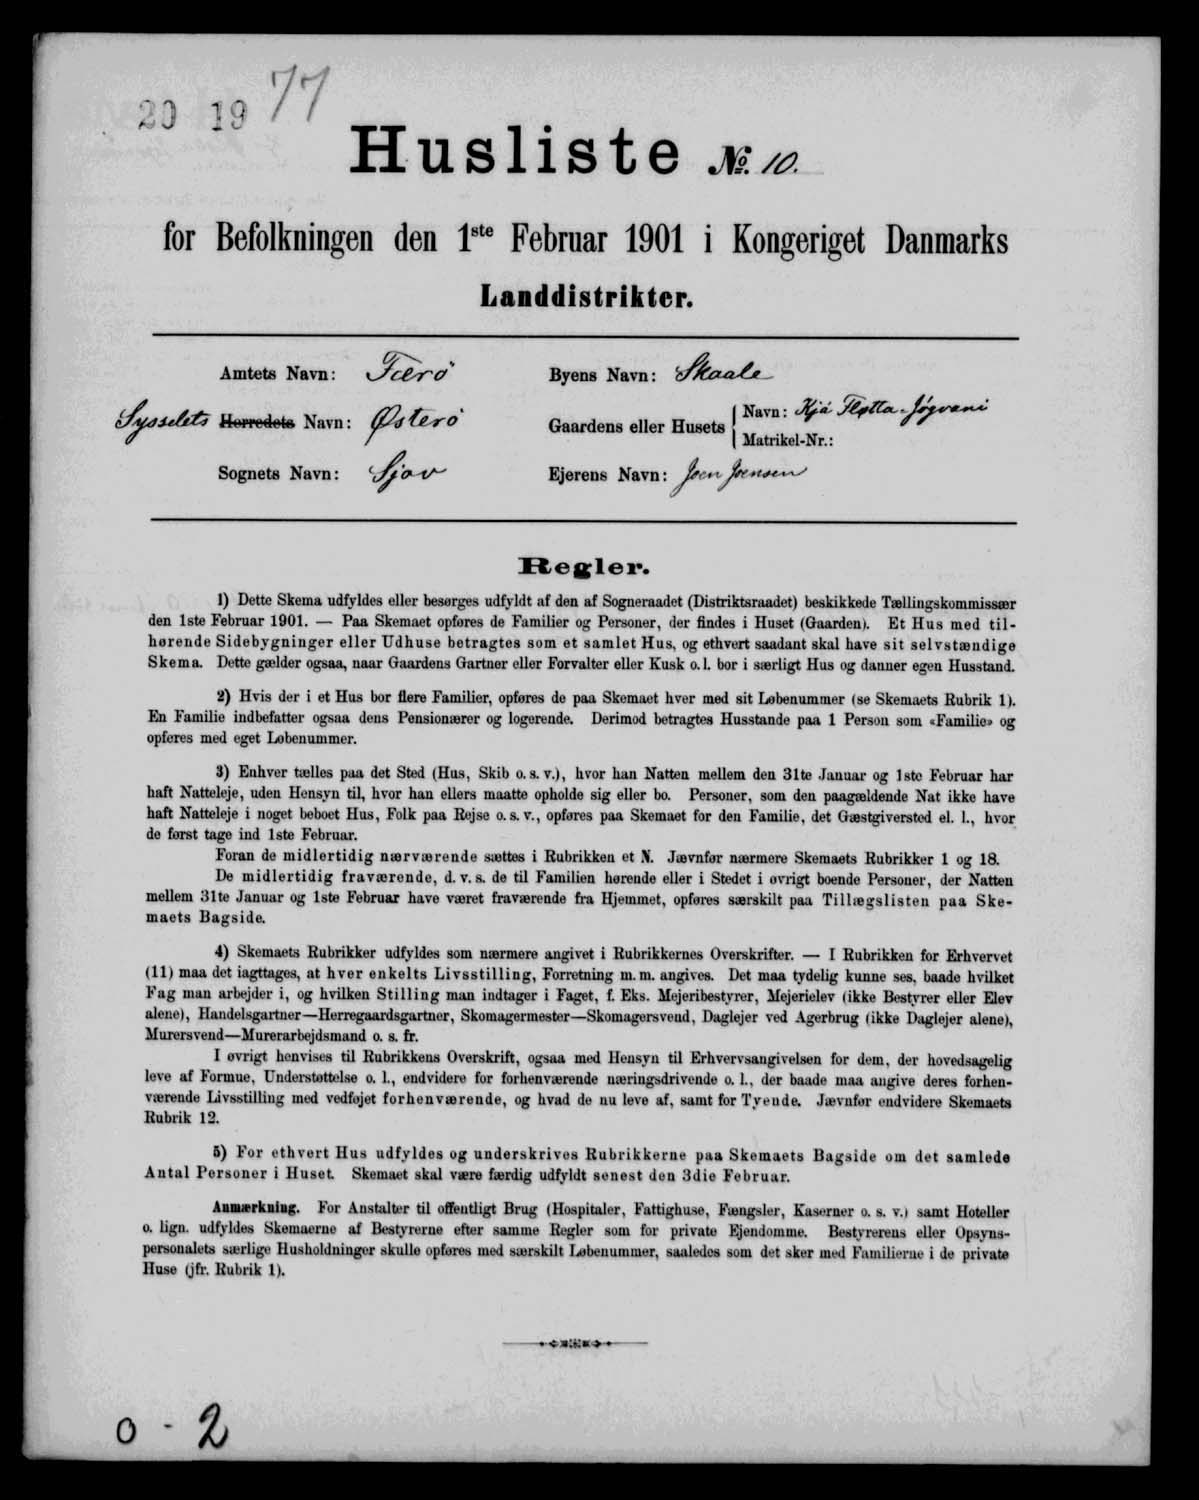 20 19 77
Husliste № 10.
for Befolkningen den 1ste Februar 1901 i Kongeriget Danmarks
Landdistrikter.
Amtets Navn: Færö
Sysselets Herredets Navn: Østerö
Sognets Navn: Sjov
Byens Navn: Skaale
Gaardens eller Husets
Navn: Kjá Fløtta-Jógvani
Matrikel-Nr.:
Ejerens Navn: Joen Joensen
Regler.
1) Dette Skema udfyldes eller besørges udfyldt af den af Sogneraadet (Distriktsraadet) beskikkede Tællingskommissær
den 1ste Februar 1901. — Paa Skemaet opføres de Familier og Personer, der findes i Huset (Gaarden). Et Hus med til-
hørende Sidebygninger eller Udhuse betragtes som et samlet Hus, og ethvert saadant skal have sit selvstændige
Skema. Dette gælder ogsaa, naar Gaardens Gartner eller Forvalter eller Kusk o. l. bor i særligt Hus og danner egen Husstand.
2) Hvis der i et Hus bor flere Familier, opføres de paa Skemaet hver med sit Løbenummer (se Skemaets Rubrik 1).
En Familie indbefatter ogsaa dens Pensionærer og logerende. Derimod betragtes Husstande paa 1 Person som «Familie» og
opføres med eget Løbenummer.
3) Enhver tælles paa det Sted (Hus, Skib o. s. v.), hvor han Natten mellem den 31te Januar og 1ste Februar har
haft Natteleje, uden Hensyn til, hvor han ellers maatte opholde sig eller bo. Personer, som den paagældende Nat ikke have
haft Natteleje i noget beboet Hus, Folk paa Rejse o. s. v., opføres paa Skemaet for den Familie, det Gæstgiversted el. l., hvor
de først tage ind 1ste Februar.
Foran de midlertidig nærværende sættes i Rubrikken et N. Jævnfør nærmere Skemaets Rubrikker 1 og 18.
De midlertidig fraværende, d. v. s. de til Familien hørende eller i Stedet i øvrigt boende Personer, der Natten
mellem 31te Januar og 1ste Februar have været fraværende fra Hjemmet, opføres særskilt paa Tillægslisten paa Ske-
maets Bagside.
4) Skemaets Rubrikker udfyldes som nærmere angivet i Rubrikkernes Overskrifter. — I Rubrikken for Erhvervet
(11) maa det iagttages, at hver enkelts Livsstilling, Forretning m. m. angives. Det maa tydelig kunne ses, baade hvilket
Fag man arbejder i, og hvilken Stilling man indtager i Faget, f. Eks. Mejeribestyrer, Mejerielev (ikke Bestyrer eller Elev
alene), Handelsgartner—Herregaardsgartner, Skomagermester—Skomagersvend, Daglejer ved Agerbrug (ikke Daglejer alene),
Murersvend—Murerarbejdsmand o. s. fr.
I øvrigt henvises til Rubrikkens Overskrift, ogsaa med Hensyn til Erhvervsangivelsen for dem, der hovedsagelig
leve af Formue, Understøttelse o. l., endvidere for forhenværende næringsdrivende o. l., der baade maa angive deres forhen-
værende Livsstilling med vedføjet forhenværende, og hvad de nu leve af, samt for Tyende. Jævnfør endvidere Skemaets
Rubrik 12.
5) For ethvert Hus udfyldes og underskrives Rubrikkerne paa Skemaets Bagside om det samlede
Antal Personer i Huset. Skemaet skal være færdig udfyldt senest den 3die Februar.
Anmærkning. For Anstalter til offentligt Brug (Hospitaler, Fattighuse, Fængsler, Kaserner o. s. v.) samt Hoteller
o. lign. udfyldes Skemaerne af Bestyrerne efter samme Regler som for private Ejendomme. Bestyrerens eller Opsyns-
personalets særlige Husholdninger skulle opføres med særskilt Løbenummer, saaledes som det sker med Familierne i de private
Huse (jfr. Rubrik 1).
0 - 2